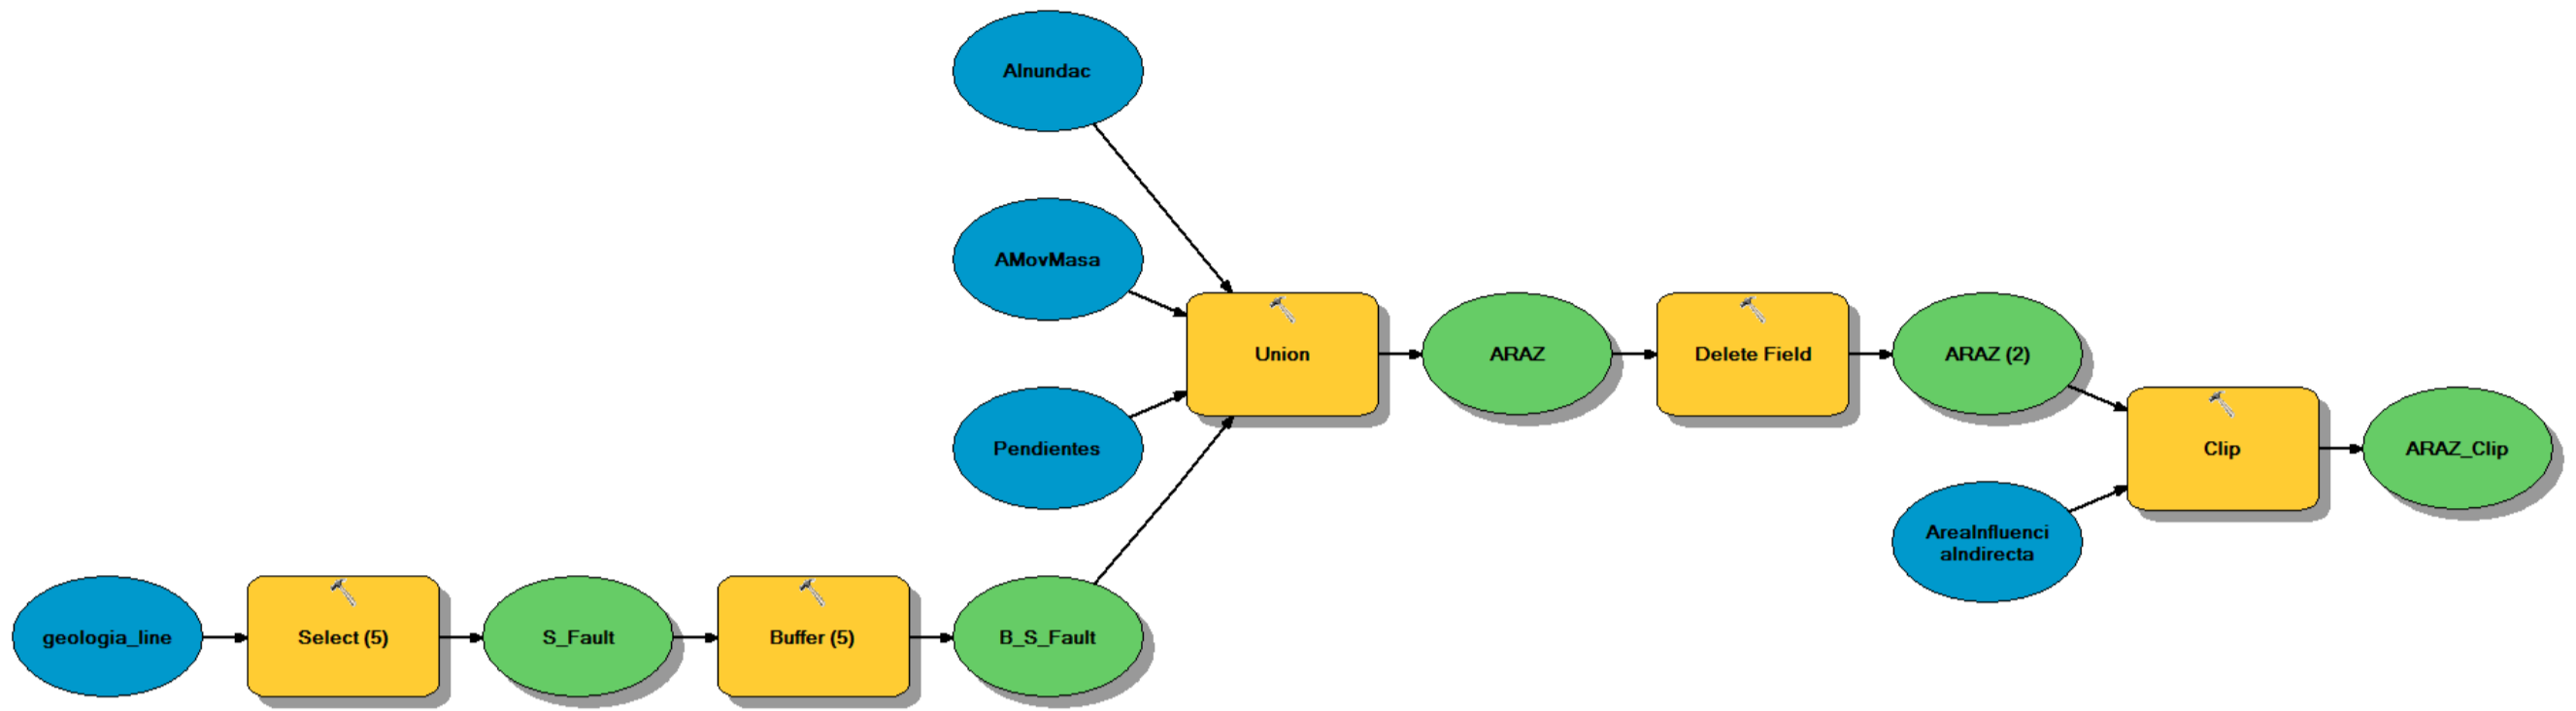 AInundac
AMovMasa
Union
ARAZ
Delete Field
ARAZ (2)
Pendientes
Clip
ARAZ_Clip
AreaInfluenci
aIndirecta
geologia_line
Select (5)
S_Fault
Buffer (5)
B_S_Fault